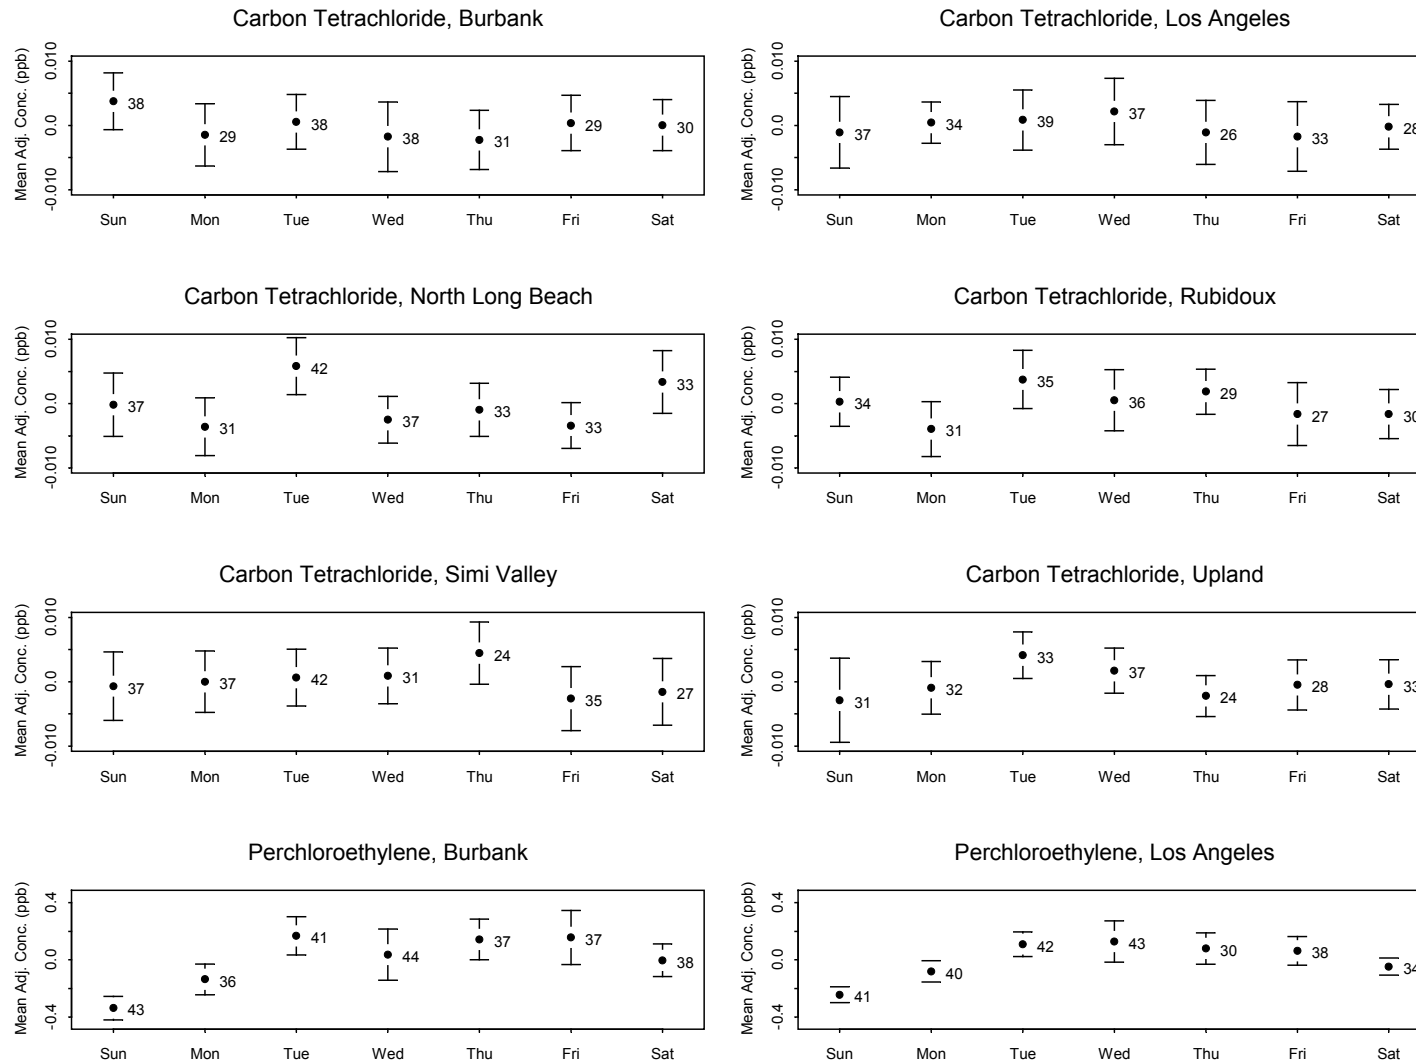 Carbon Tetrachloride, Burbank
Mean Adj. Conc. (ppb)
0.010
0.0
-0.010
38 29 38 38 31 29 30
Sun Mon Tue Wed Thu Fri Sat
Carbon Tetrachloride, Los Angeles
Mean Adj. Conc. (ppb)
0.010
0.0
-0.010
37 34 39 37 26 33 28
Sun Mon Tue Wed Thu Fri Sat
Carbon Tetrachloride, North Long Beach
Mean Adj. Conc. (ppb)
0.010
0.0
-0.010
37 31 42 37 33 33 33
Sun Mon Tue Wed Thu Fri Sat
Carbon Tetrachloride, Rubidoux
Mean Adj. Conc. (ppb)
0.010
0.0
-0.010
34 31 35 36 29 27 30
Sun Mon Tue Wed Thu Fri Sat
Carbon Tetrachloride, Simi Valley
Mean Adj. Conc. (ppb)
0.010
0.0
-0.010
37 37 42 31 24 35 27
Sun Mon Tue Wed Thu Fri Sat
Carbon Tetrachloride, Upland
Mean Adj. Conc. (ppb)
0.010
0.0
-0.010
31 32 33 37 24 28 33
Sun Mon Tue Wed Thu Fri Sat
Perchloroethylene, Burbank
Mean Adj. Conc. (ppb)
0.4
0.0
-0.4
43 36 41 44 37 37 38
Sun Mon Tue Wed Thu Fri Sat
Perchloroethylene, Los Angeles
Mean Adj. Conc. (ppb)
0.4
0.0
-0.4
41 40 42 43 30 38 34
Sun Mon Tue Wed Thu Fri Sat